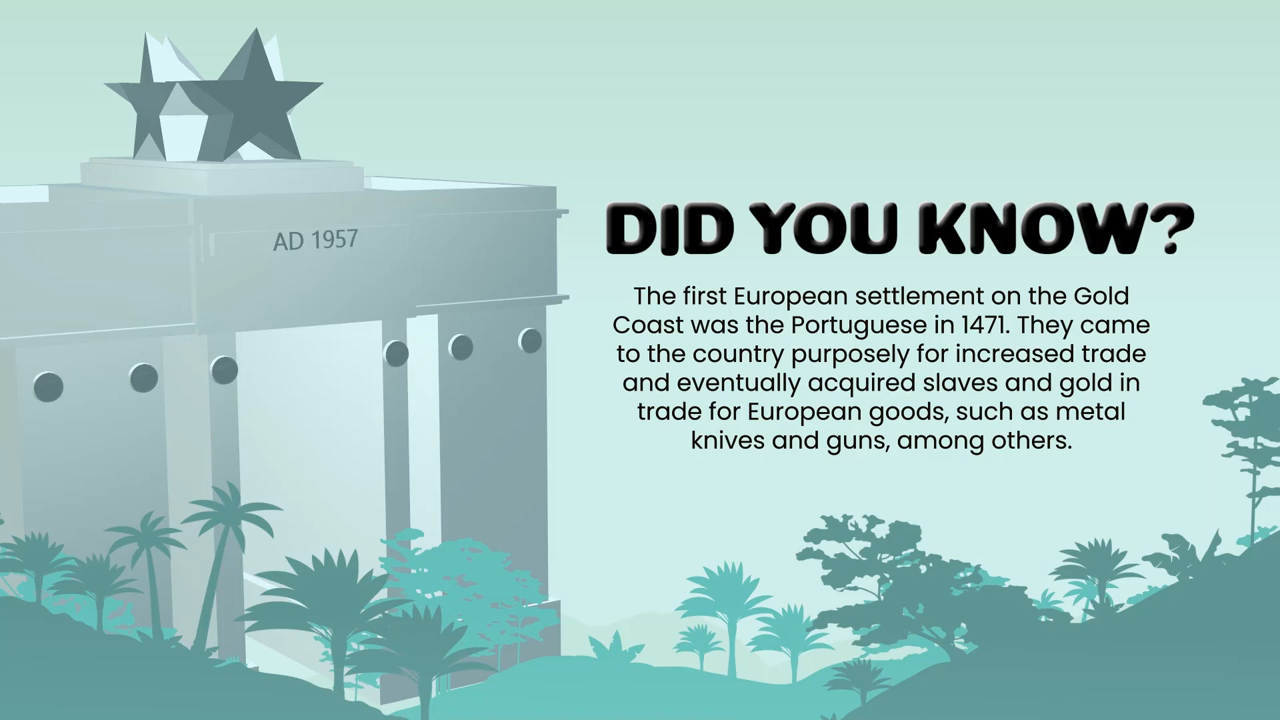 AD 1957
DID YOU KNOW?
The first European settlement on the Gold
Coast was the Portuguese in 1471. They came
to the country purposely for increased trade
and eventually acquired slaves and gold in
trade for European goods, such as metal
knives and guns, among others.